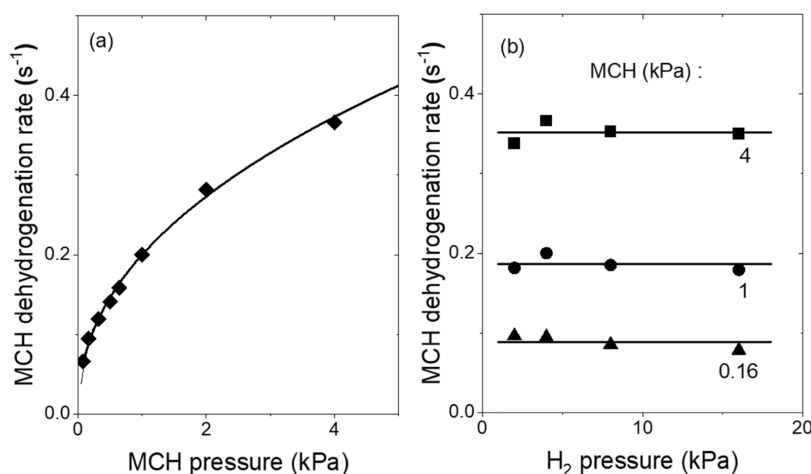 (a)
MCH dehydrogenation rate (s⁻¹)
0.4
0.2
0.0
0
2
4
MCH pressure (kPa)
(b)
MCH dehydrogenation rate (s⁻¹)
MCH (kPa) :
0.4
4
0.2
1
0.16
0.0
0
10
20
H₂ pressure (kPa)